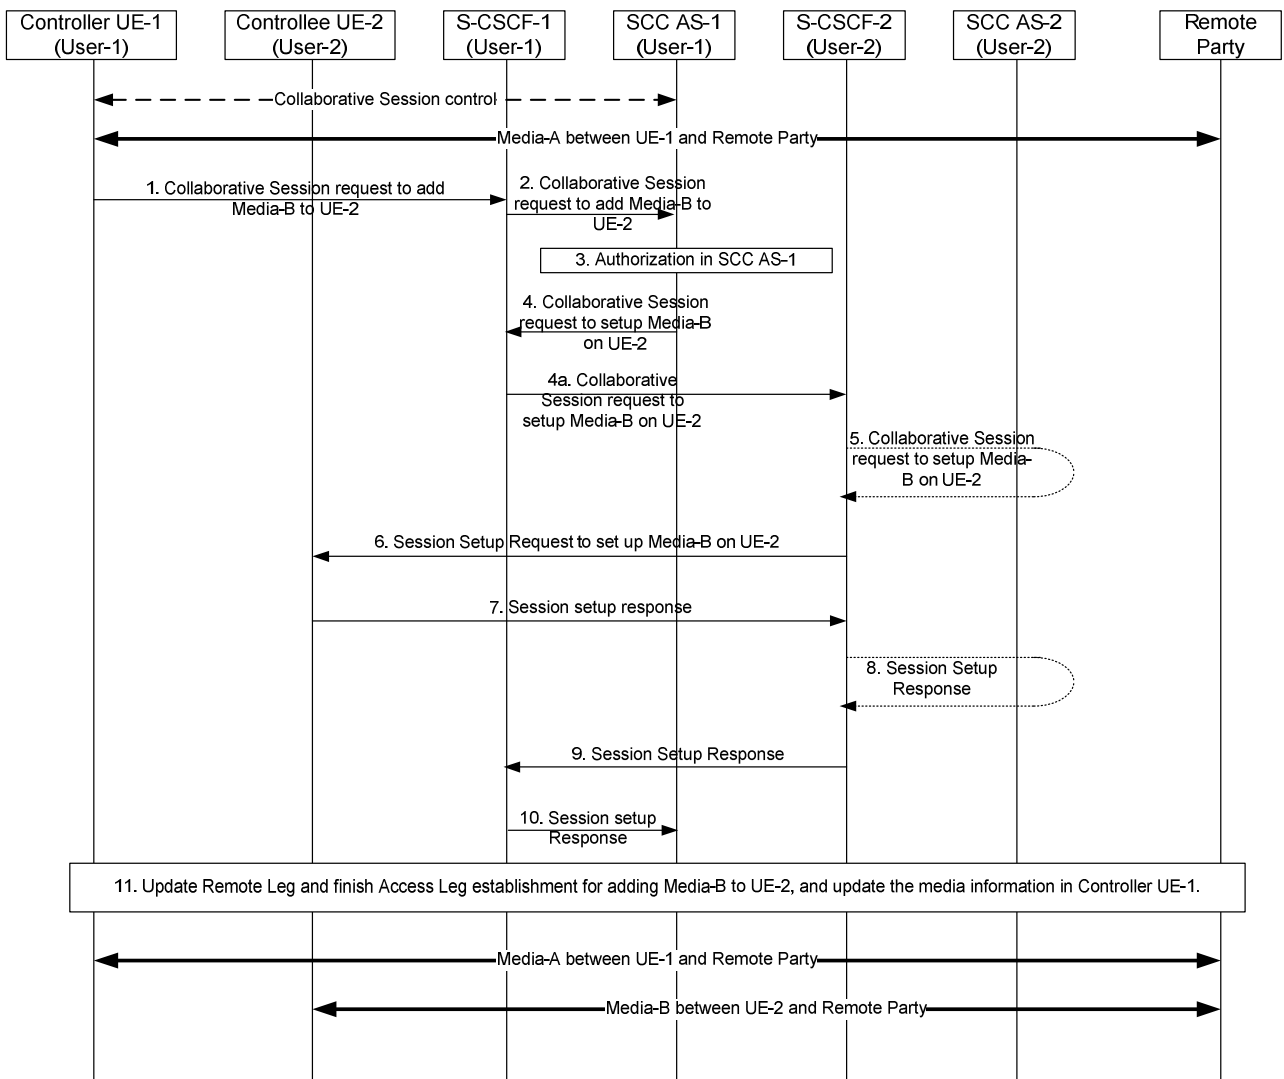 Controller UE-1
(User-1)
Controllee UE-2
(User-2)
S-CSCF-1
(User-1)
SCC AS-1
(User-1)
S-CSCF-2
(User-2)
SCC AS-2
(User-2)
Remote
Party
Collaborative Session control
Media-A between UE-1 and Remote Party
1. Collaborative Session request to add
Media-B to UE-2
2. Collaborative Session
request to add Media-B to
UE-2
3. Authorization in SCC AS-1
4. Collaborative Session
request to setup Media-B
on UE-2
4a. Collaborative
Session request to
setup Media-B on UE-2
5. Collaborative Session
request to setup Media-
B on UE-2
6. Session Setup Request to set up Media-B on UE-2
7. Session setup response
8. Session Setup
Response
9. Session Setup Response
10. Session setup
Response
11. Update Remote Leg and finish Access Leg establishment for adding Media-B to UE-2, and update the media information in Controller UE-1.
Media-A between UE-1 and Remote Party
Media-B between UE-2 and Remote Party